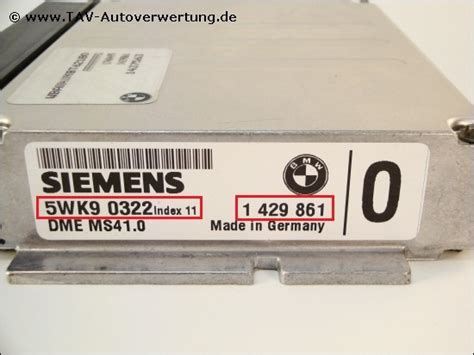 © www.TAV-Autoverwertung.de
BMW
SIEMENS
5WK9 0322 Index 11
1 429 861
0
DME MS41.0
Made in Germany